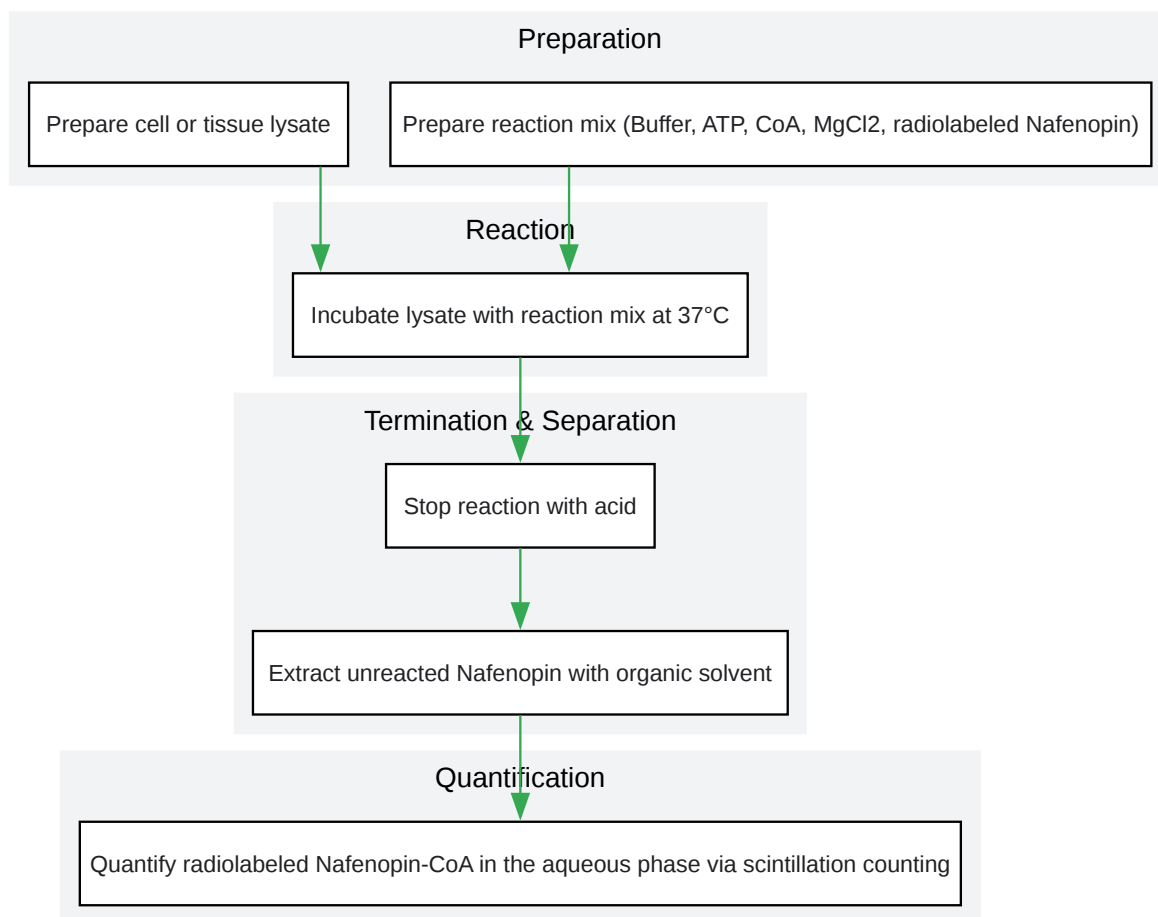 Preparation
Prepare cell or tissue lysate
Prepare reaction mix (Buffer, ATP, CoA, MgCl2, radiolabeled Nafenopin)
Reaction
Incubate lysate with reaction mix at 37°C
Termination & Separation
Stop reaction with acid
Extract unreacted Nafenopin with organic solvent
Quantification
Quantify radiolabeled Nafenopin-CoA in the aqueous phase via scintillation counting